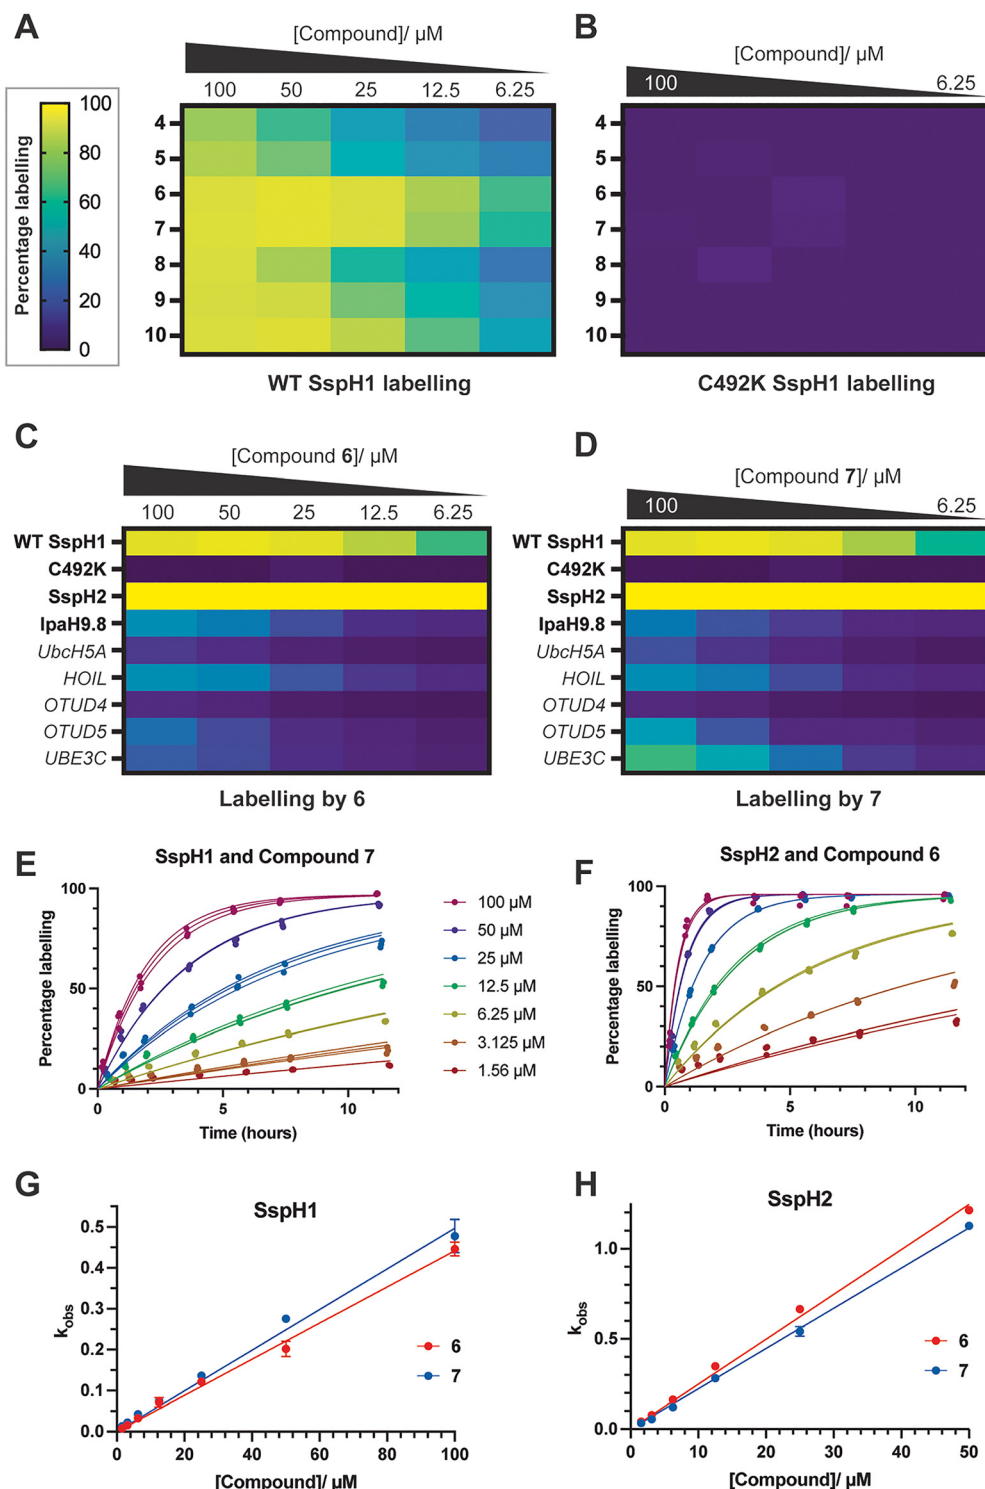 A
[Compound]/ μM
100 50 25 12.5 6.25
Percentage labelling
100
80
60
40
20
0
4
5
6
7
8
9
10
WT SspH1 labelling
B
[Compound]/ μM
100 6.25
C492K SspH1 labelling
C
[Compound 6]/ μM
100 50 25 12.5 6.25
WT SspH1
C492K
SspH2
IpaH9.8
UbcH5A
HOIL
OTUD4
OTUD5
UBE3C
Labelling by 6
D
[Compound 7]/ μM
100 6.25
WT SspH1
C492K
SspH2
IpaH9.8
UbcH5A
HOIL
OTUD4
OTUD5
UBE3C
Labelling by 7
E
SspH1 and Compound 7
Percentage labelling
100
50
0
0 5 10
Time (hours)
100 μM
50 μM
25 μM
12.5 μM
6.25 μM
3.125 μM
1.56 μM
F
SspH2 and Compound 6
Percentage labelling
100
50
0
0 5 10
Time (hours)
G
SspH1
kobs
0.5
0.4
0.3
0.2
0.1
0.0
0 20 40 60 80 100
[Compound]/ μM
6
7
H
SspH2
kobs
1.0
0.5
0.0
0 10 20 30 40 50
[Compound]/ μM
6
7